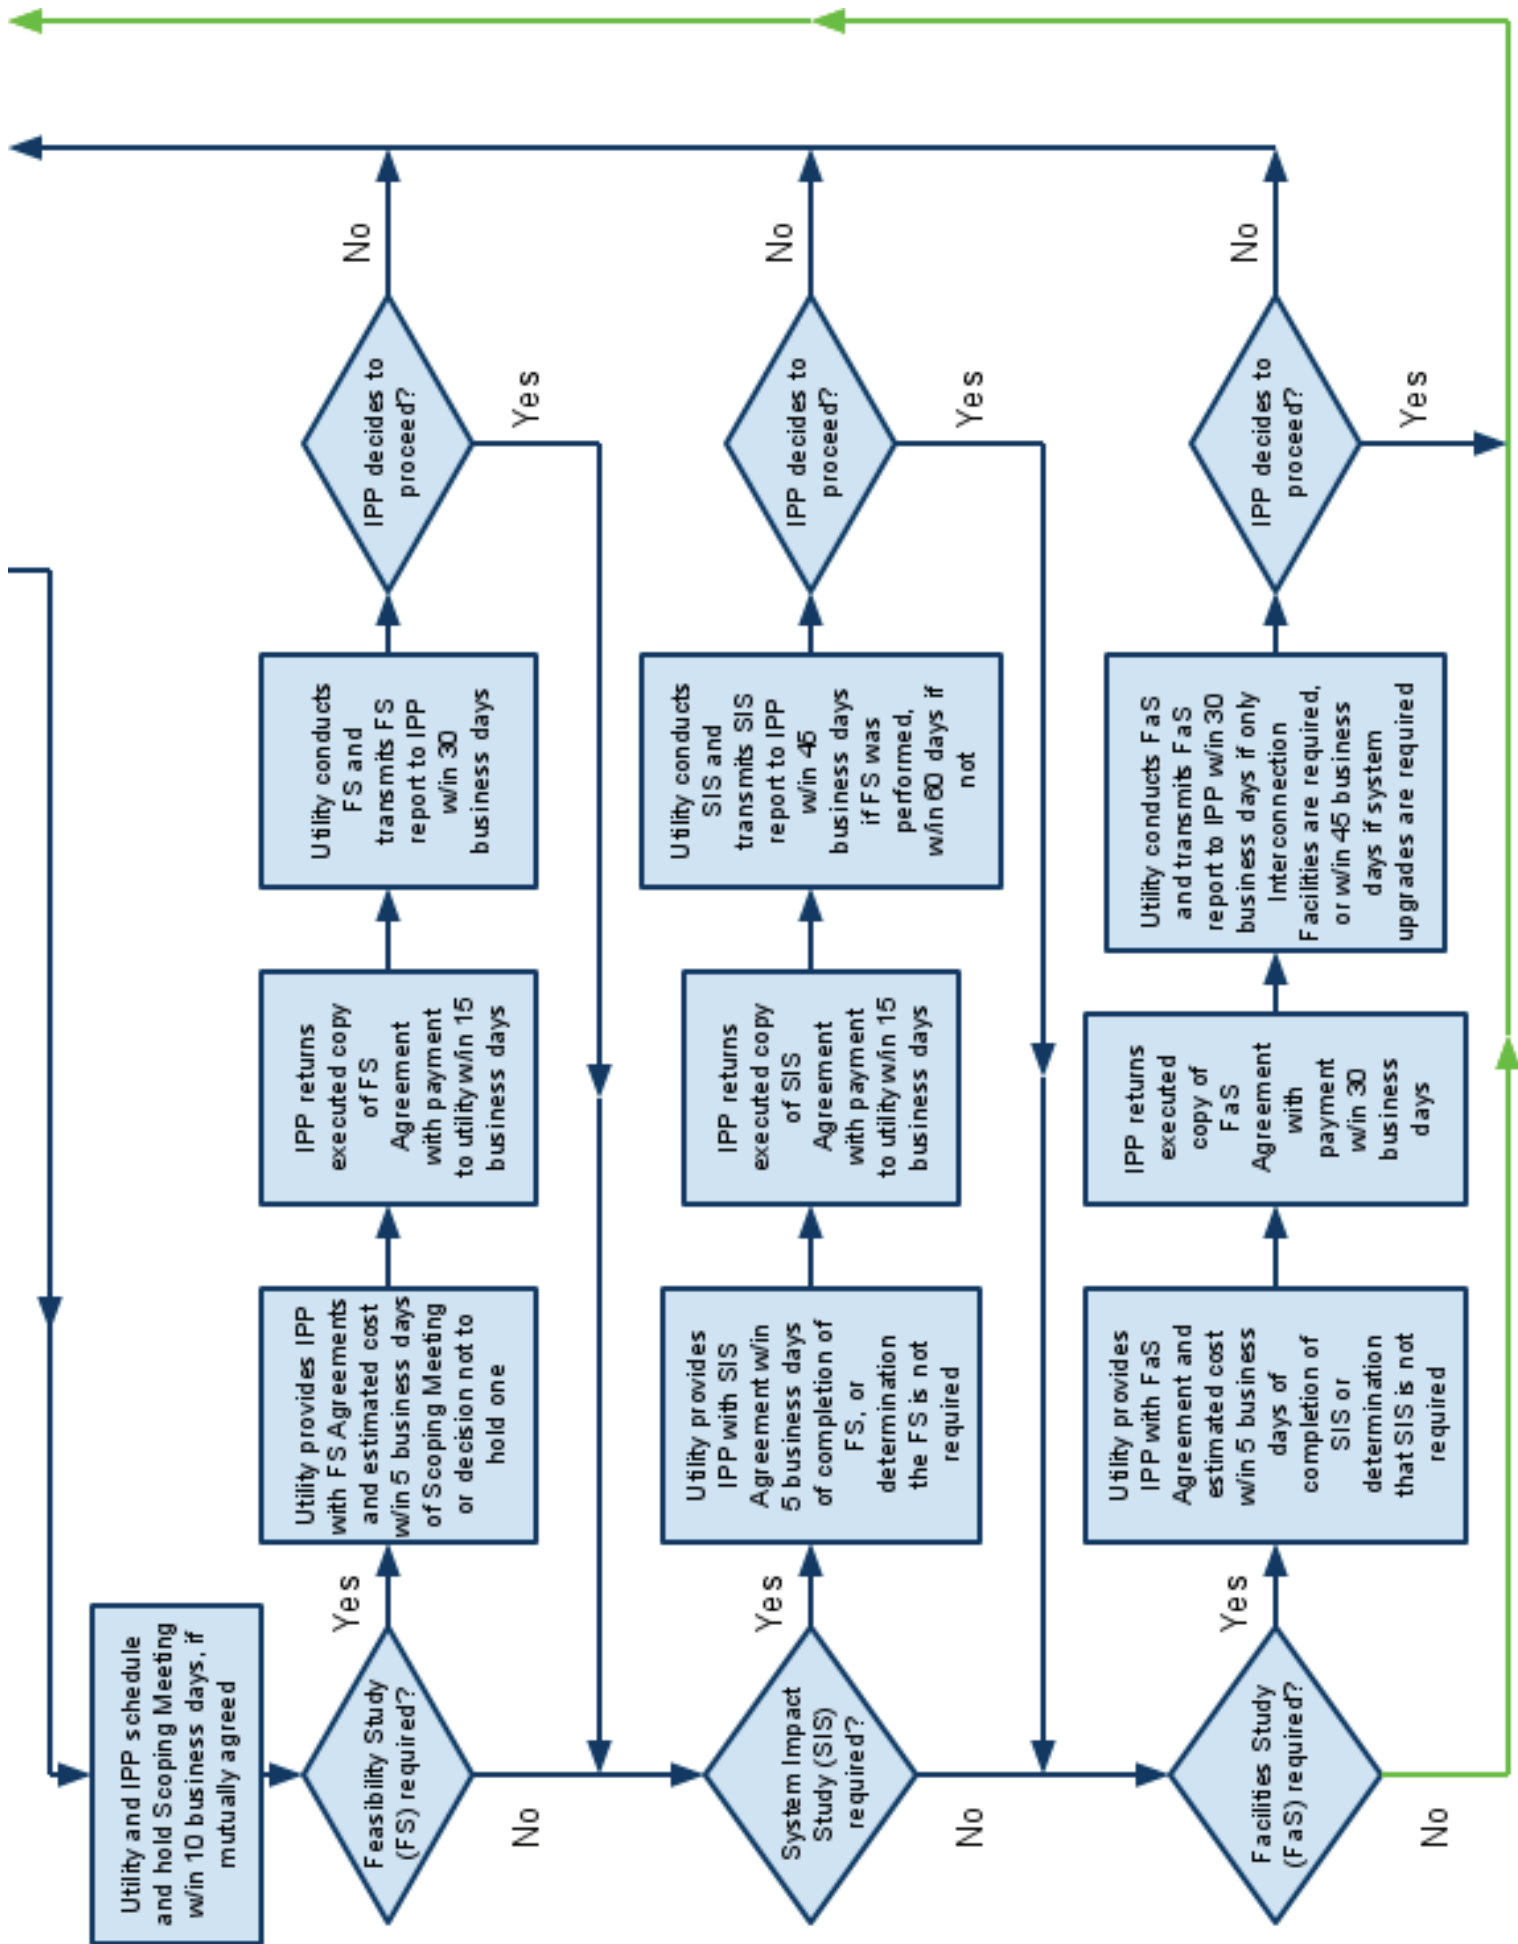 Utility and IPP schedule
and hold Scoping Meeting
w/in 10 business days, if
mutually agreed
Feasibility Study
(FS) required?
Yes
No
Utility provides IPP
with FS Agreements
and estimated cost
w/in 5 business days
of Scoping Meeting
or decision not to
hold one
IPP returns
executed copy
of FS
Agreement
with payment
to utility w/in 15
business days
Utility conducts
FS and
transmits FS
report to IPP
w/in 30
business days
IPP decides to
proceed?
No
Yes
System Impact
Study (SIS)
required?
Yes
No
Utility provides
IPP with SIS
Agreement w/in
5 business days
of completion of
FS, or
determination
the FS is not
required
IPP returns
executed copy
of SIS
Agreement
with payment
to utility w/in 15
business days
Utility conducts
SIS and
transmits SIS
report to IPP
w/in 45
business days
if FS was
performed,
w/in 60 days if
not
IPP decides to
proceed?
No
Yes
Facilities Study
(FaS) required?
Yes
No
Utility provides
IPP with FaS
Agreement and
estimated cost
w/in 5 business
days of
completion of
SIS or
determination
that SIS is not
required
IPP returns
executed
copy of
FaS
Agreement
with
payment
w/in 30
business
days
Utility conducts FaS
and transmits FaS
report to IPP w/in 30
business days if only
Interconnection
Facilities are required,
or w/in 45 business
days if system
upgrades are required
IPP decides to
proceed?
No
Yes